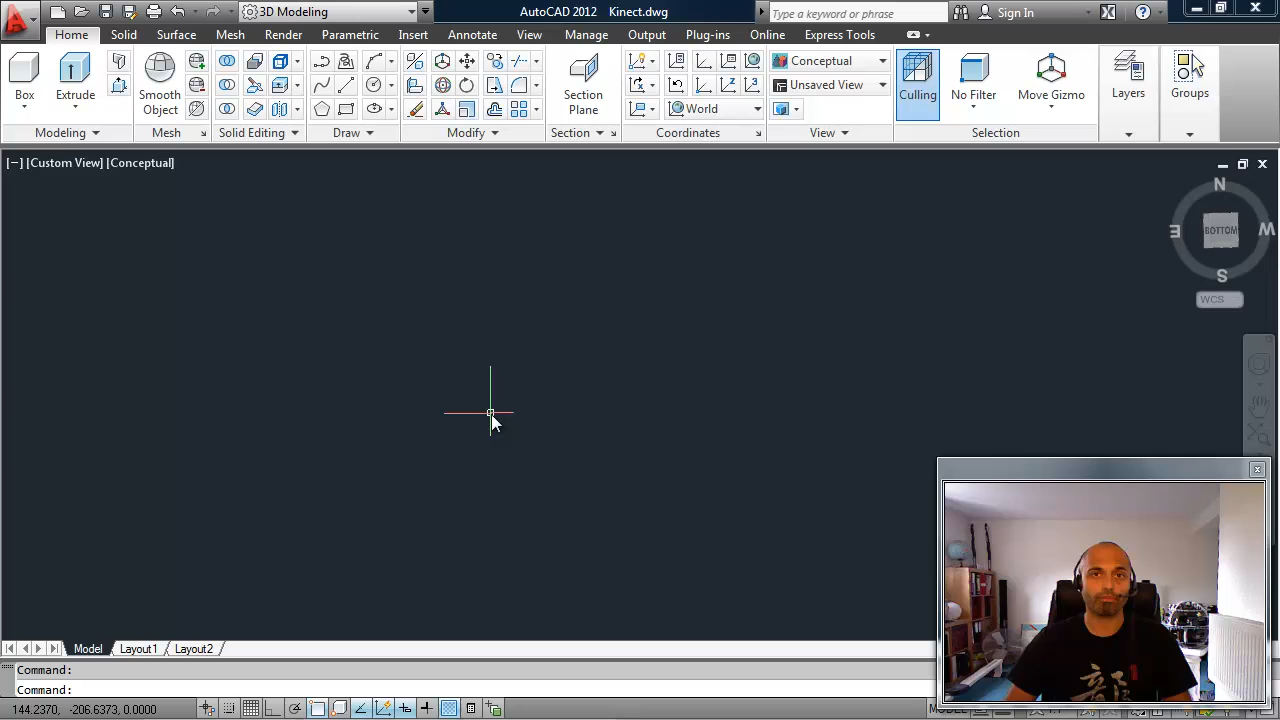 3D Modeling
AutoCAD 2012 Kinect.dwg
Type a keyword or phrase
Sign In
Home Solid Surface Mesh Render Parametric Insert Annotate View Manage Output Plug-ins Online Express Tools
Box
Extrude
Smooth
Object
Section
Plane
World
Conceptual
Unsaved View
Culling
No Filter
Move Gizmo
Layers
Groups
Modeling Mesh Solid Editing Draw Modify Section Coordinates View Selection
[−] [Custom View] [Conceptual]
N
E BOTTOM W
S
WCS
Model Layout1 Layout2
Command:
Command:
144.2370, -206.6373, 0.0000